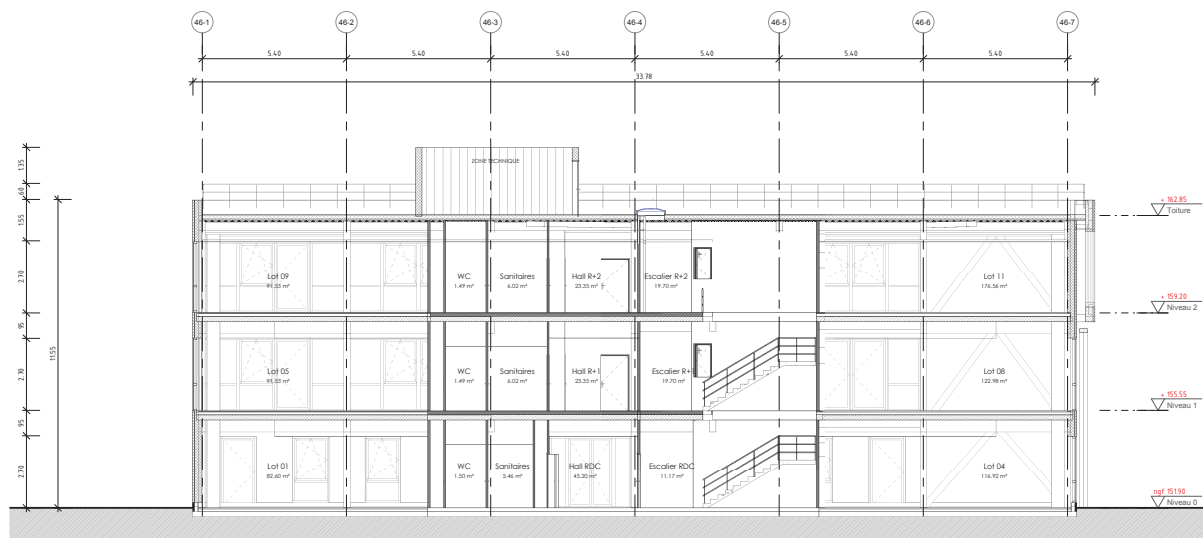 46-1 46-2 46-3 46-4 46-5 46-6 46-7
5.40 5.40 5.40 5.40 5.40 5.40
33.78
1.35
ZONE TECHNIQUE
.60
+ 162.85
Toiture
1.55
2.70
Lot 09 WC Sanitaires Hall R+2 Escalier R+2 Lot 11
91.53 m² 1.49 m² 6.02 m² 23.35 m² 19.70 m² 176.56 m²
+ 159.20
Niveau 2
95
11.55
2.70
Lot 05 WC Sanitaires Hall R+1 Escalier R+1 Lot 08
91.53 m² 1.49 m² 6.02 m² 23.35 m² 19.70 m² 122.98 m²
+ 155.55
Niveau 1
95
2.70
Lot 01 WC Sanitaires Hall RDC Escalier RDC Lot 04
82.60 m² 1.50 m² 5.46 m² 45.20 m² 11.17 m² 116.92 m²
ngf 151.90
Niveau 0